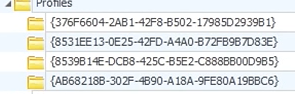 Profiles
{376F6604-2AB1-42F8-B502-17985D2939B1}
{8531EE13-0E25-42FD-A4A0-B72FB9B7D83E}
{8539B14E-DCB8-425C-B5E2-C888BB00D9B5}
{AB68218B-302F-4B90-A18A-9FE80A19BBC6}